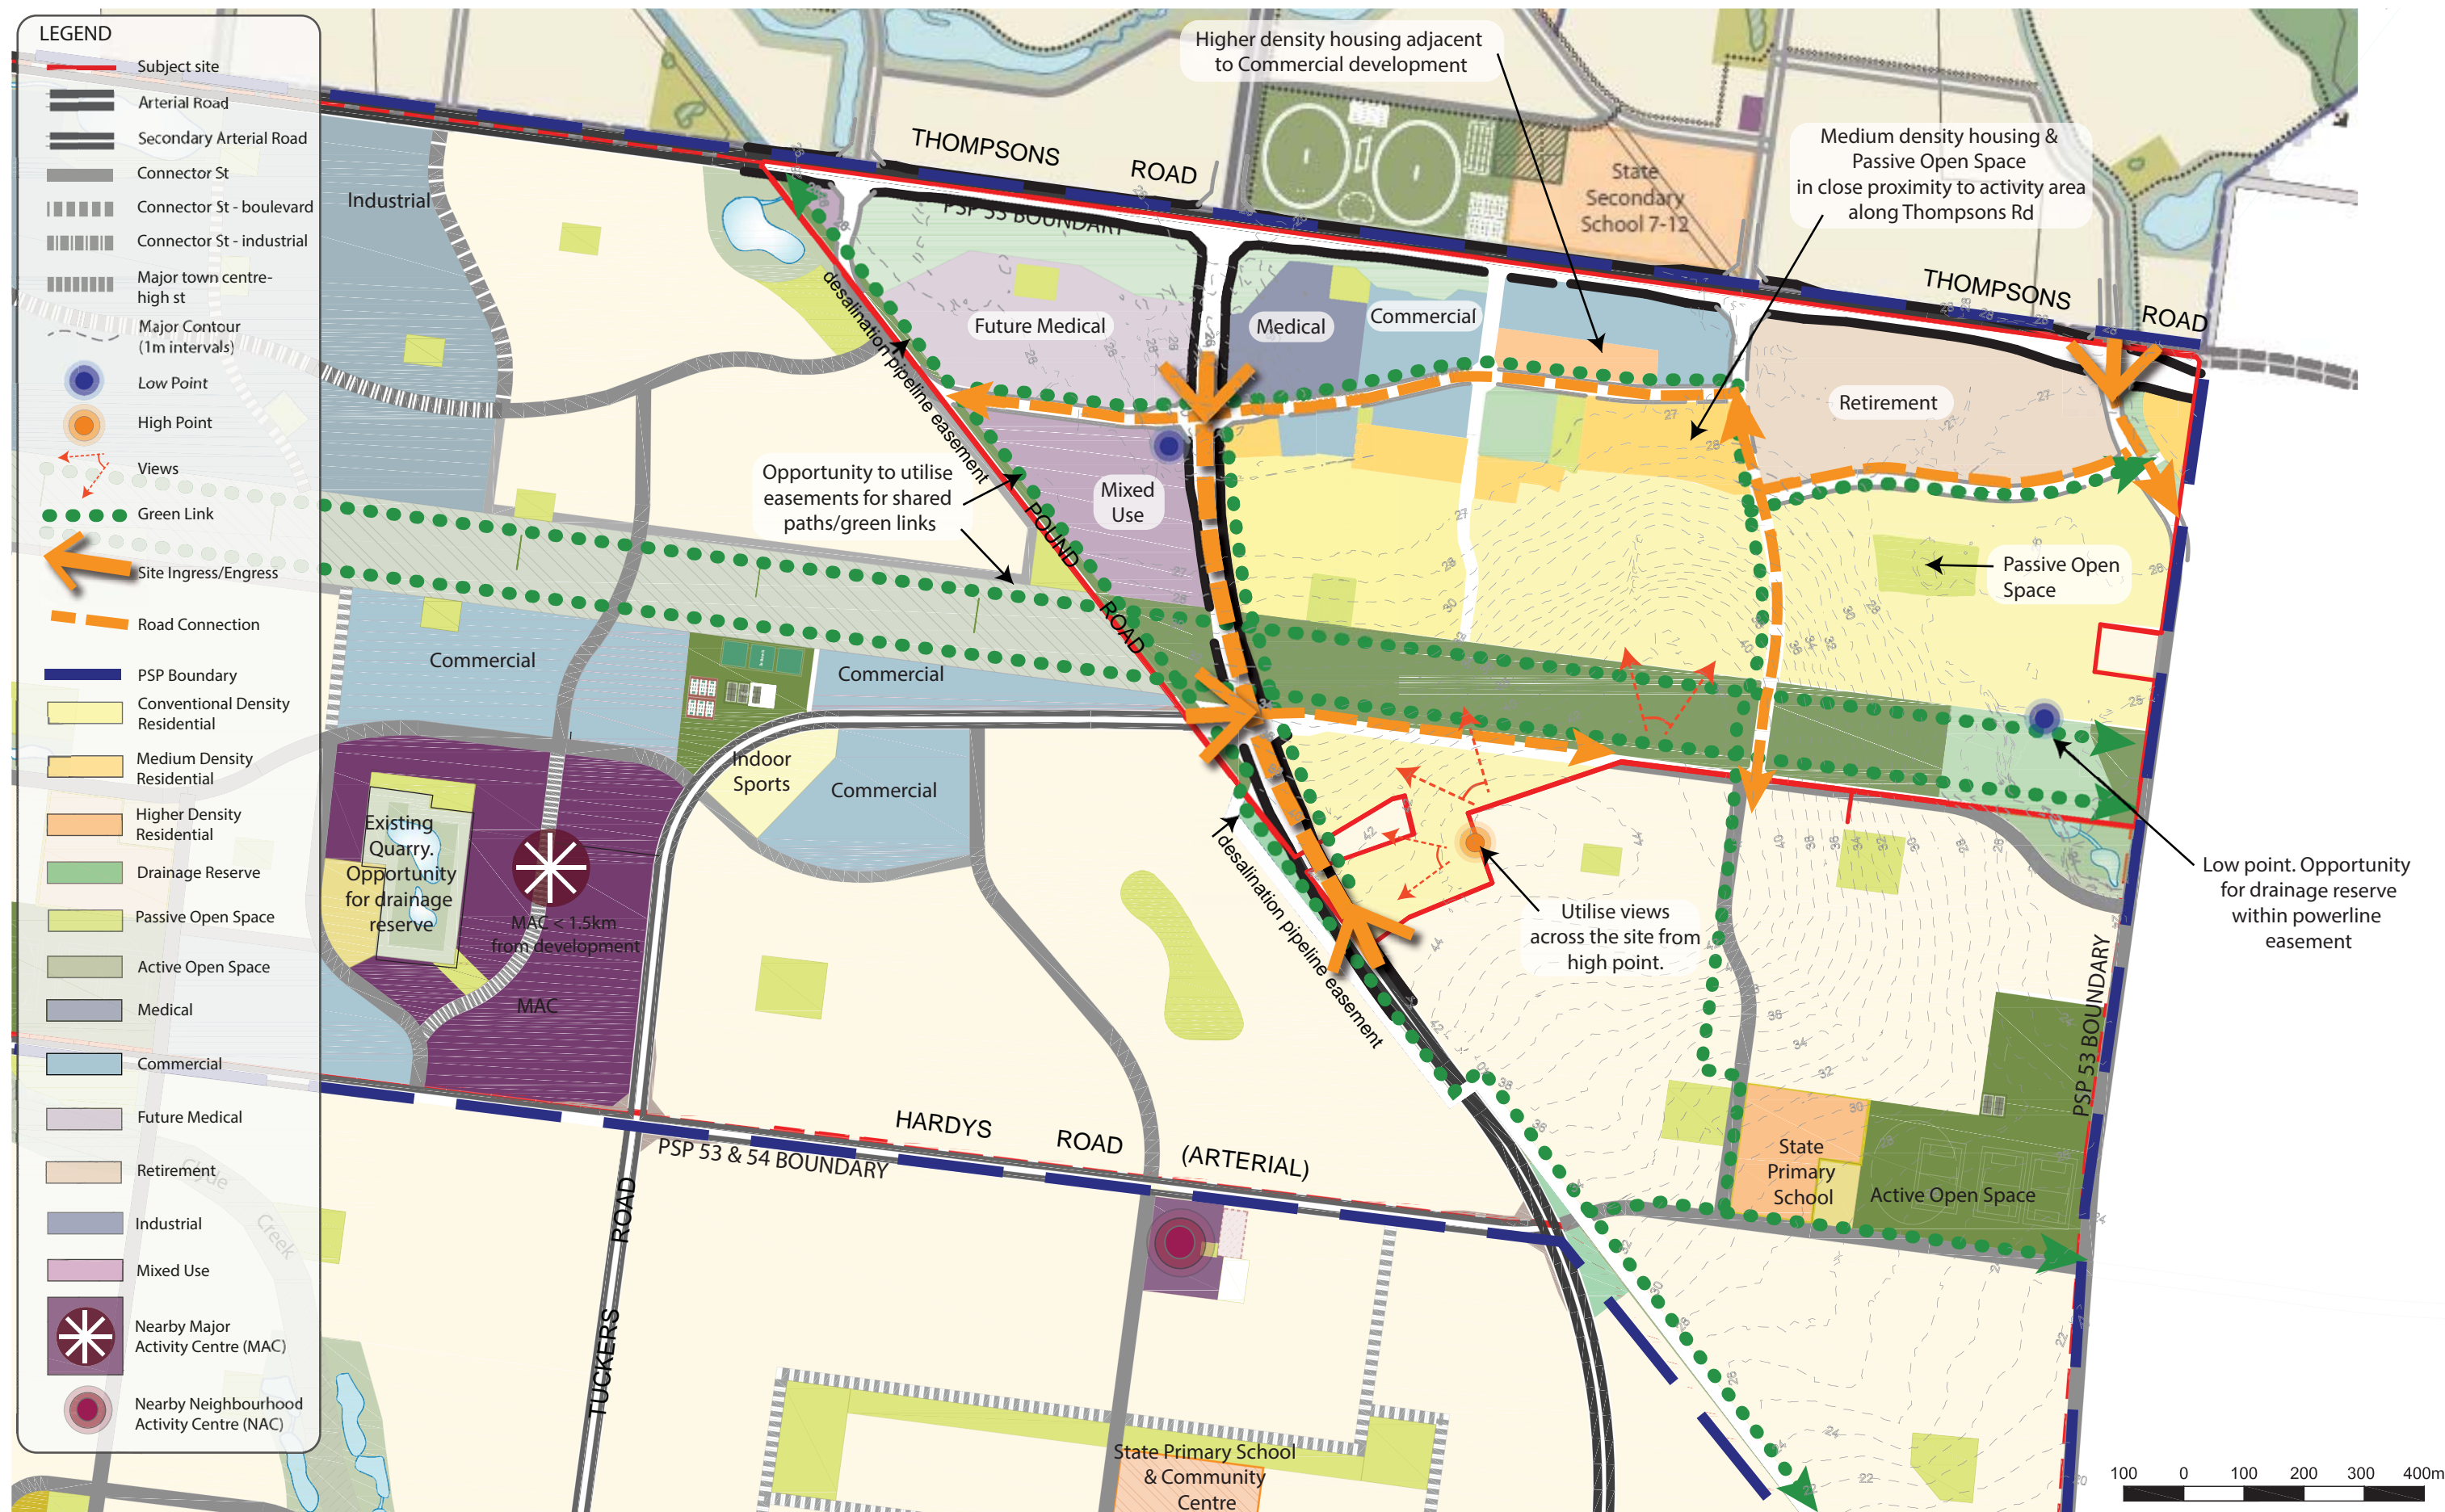 LEGEND
Subject site
Arterial Road
Secondary Arterial Road
Connector St
Connector St - boulevard
Connector St - industrial
Major town centre-
high st
Major Contour
(1m intervals)
Low Point
High Point
Views
Green Link
Site Ingress/Engress
Road Connection
PSP Boundary
Conventional Density
Residential
Medium Density
Residential
Higher Density
Residential
Drainage Reserve
Passive Open Space
Active Open Space
Medical
Commercial
Future Medical
Retirement
Industrial
Mixed Use
Nearby Major
Activity Centre (MAC)
Nearby Neighbourhood
Activity Centre (NAC)
Clyde
Creek
Higher density housing adjacent
to Commercial development
Medium density housing &
Passive Open Space
in close proximity to activity area
along Thompsons Rd
THOMPSONS ROAD
State
Secondary
School 7-12
Industrial
PSP 53 BOUNDARY
THOMPSONS ROAD
desalination pipeline easement
Future Medical
Medical
Commercial
Retirement
Opportunity to utilise
easements for shared
paths/green links
Mixed
Use
POUND ROAD
Passive Open
Space
Commercial
Commercial
Indoor
Sports
Commercial
Existing
Quarry.
Opportunity
for drainage
reserve
MAC < 1.5km
from development
MAC
desalination pipeline easement
Utilise views
across the site from
high point.
Low point. Opportunity
for drainage reserve
within powerline
easement
PSP 53 BOUNDARY
HARDYS ROAD (ARTERIAL)
PSP 53 & 54 BOUNDARY
TUCKERS ROAD
State
Primary
School
Active Open Space
State Primary School
& Community
Centre
100 0 100 200 300 400m